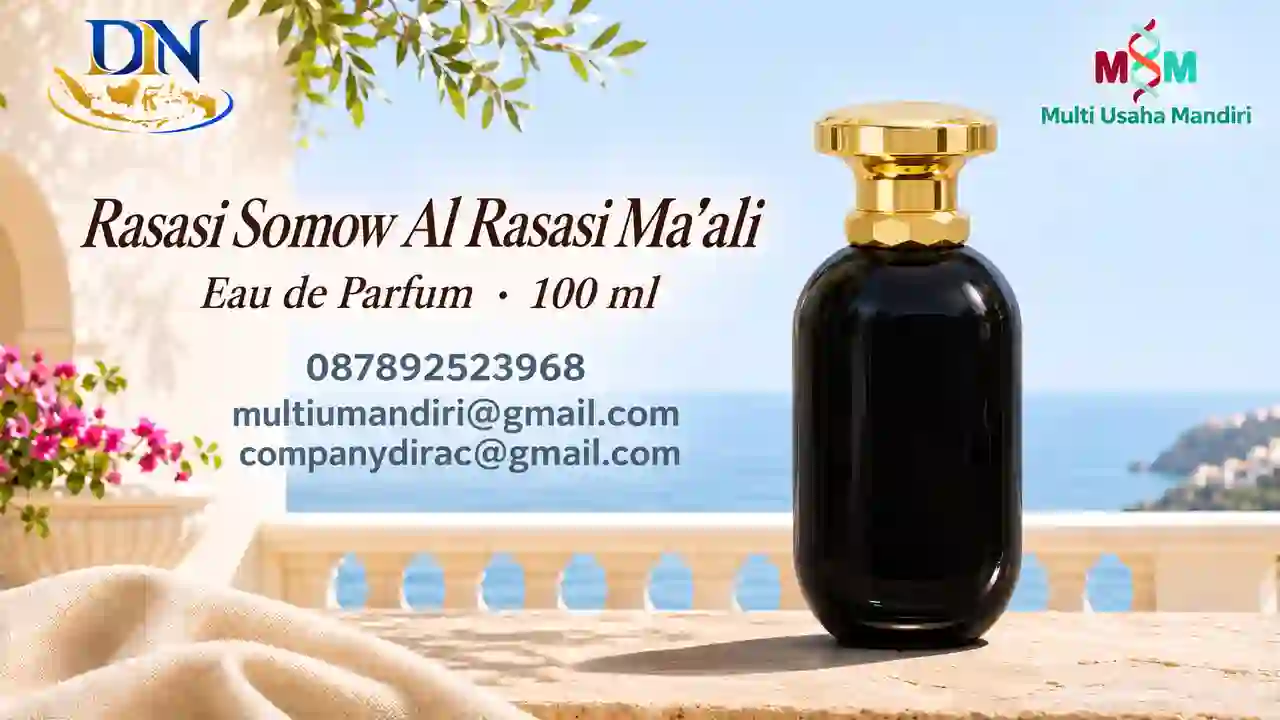 DIN
MSM
Multi Usaha Mandiri
Rasasi Somow Al Rasasi Ma'ali
Eau de Parfum · 100 ml
087892523968
multiumandiri@gmail.com
companydirac@gmail.com